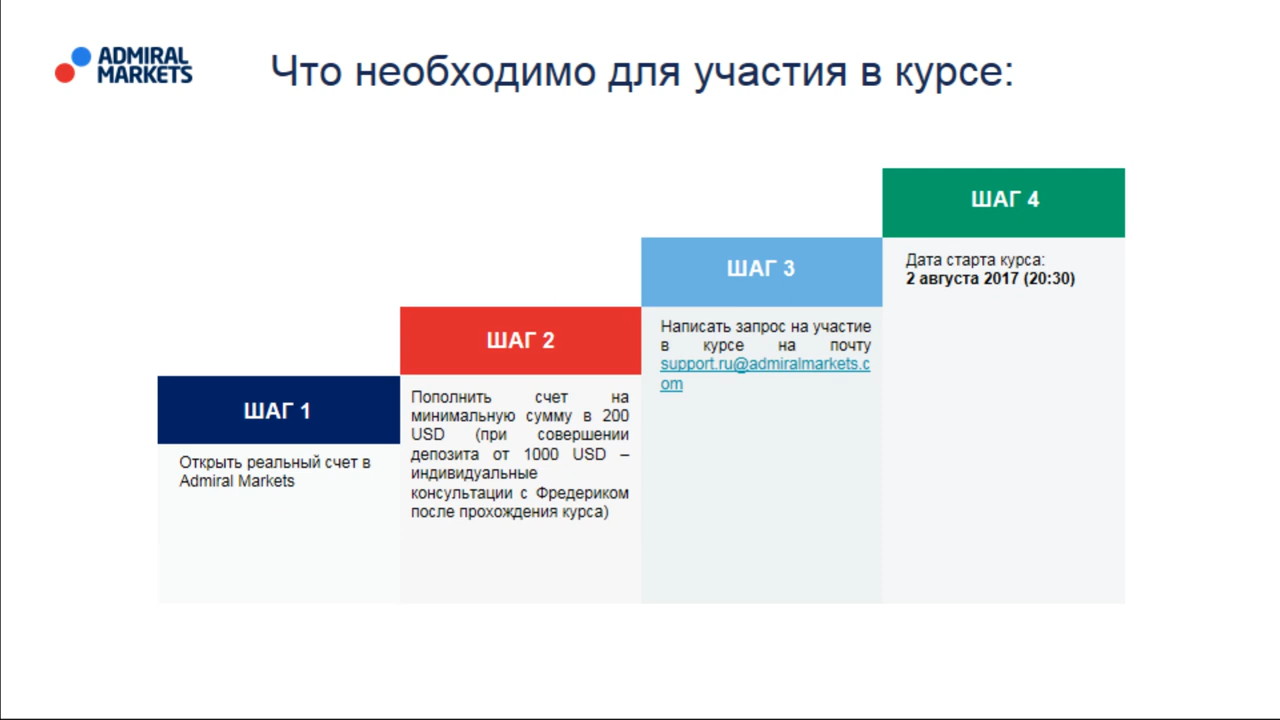 ADMIRAL
MARKETS
Что необходимо для участия в курсе:
ШАГ 1
Открыть реальный счет в
Admiral Markets
ШАГ 2
Пополнить счет на
минимальную сумму в 200
USD (при совершении
депозита от 1000 USD –
индивидуальные
консультации с Фредериком
после прохождения курса)
ШАГ 3
Написать запрос на участие
в курсе на почту
support.ru@admiralmarkets.c
om
ШАГ 4
Дата старта курса:
2 августа 2017 (20:30)